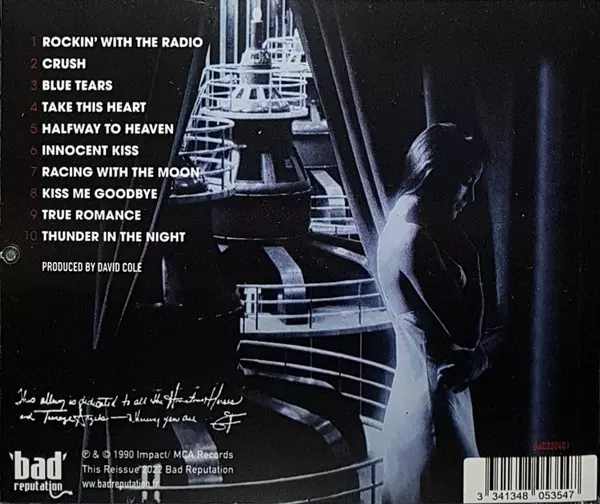 1 ROCKIN' WITH THE RADIO
2 CRUSH
3 BLUE TEARS
4 TAKE THIS HEART
5 HALFWAY TO HEAVEN
6 INNOCENT KISS
7 RACING WITH THE MOON
8 KISS ME GOODBYE
9 TRUE ROMANCE
10 THUNDER IN THE NIGHT
PRODUCED BY DAVID COLE
This album is dedicated to all the
and
bad
reputation
℗ & © 1990 Impact/ MCA Records
This Reissue 2022 Bad Reputation
www.badreputation.fr
3 341348 053547